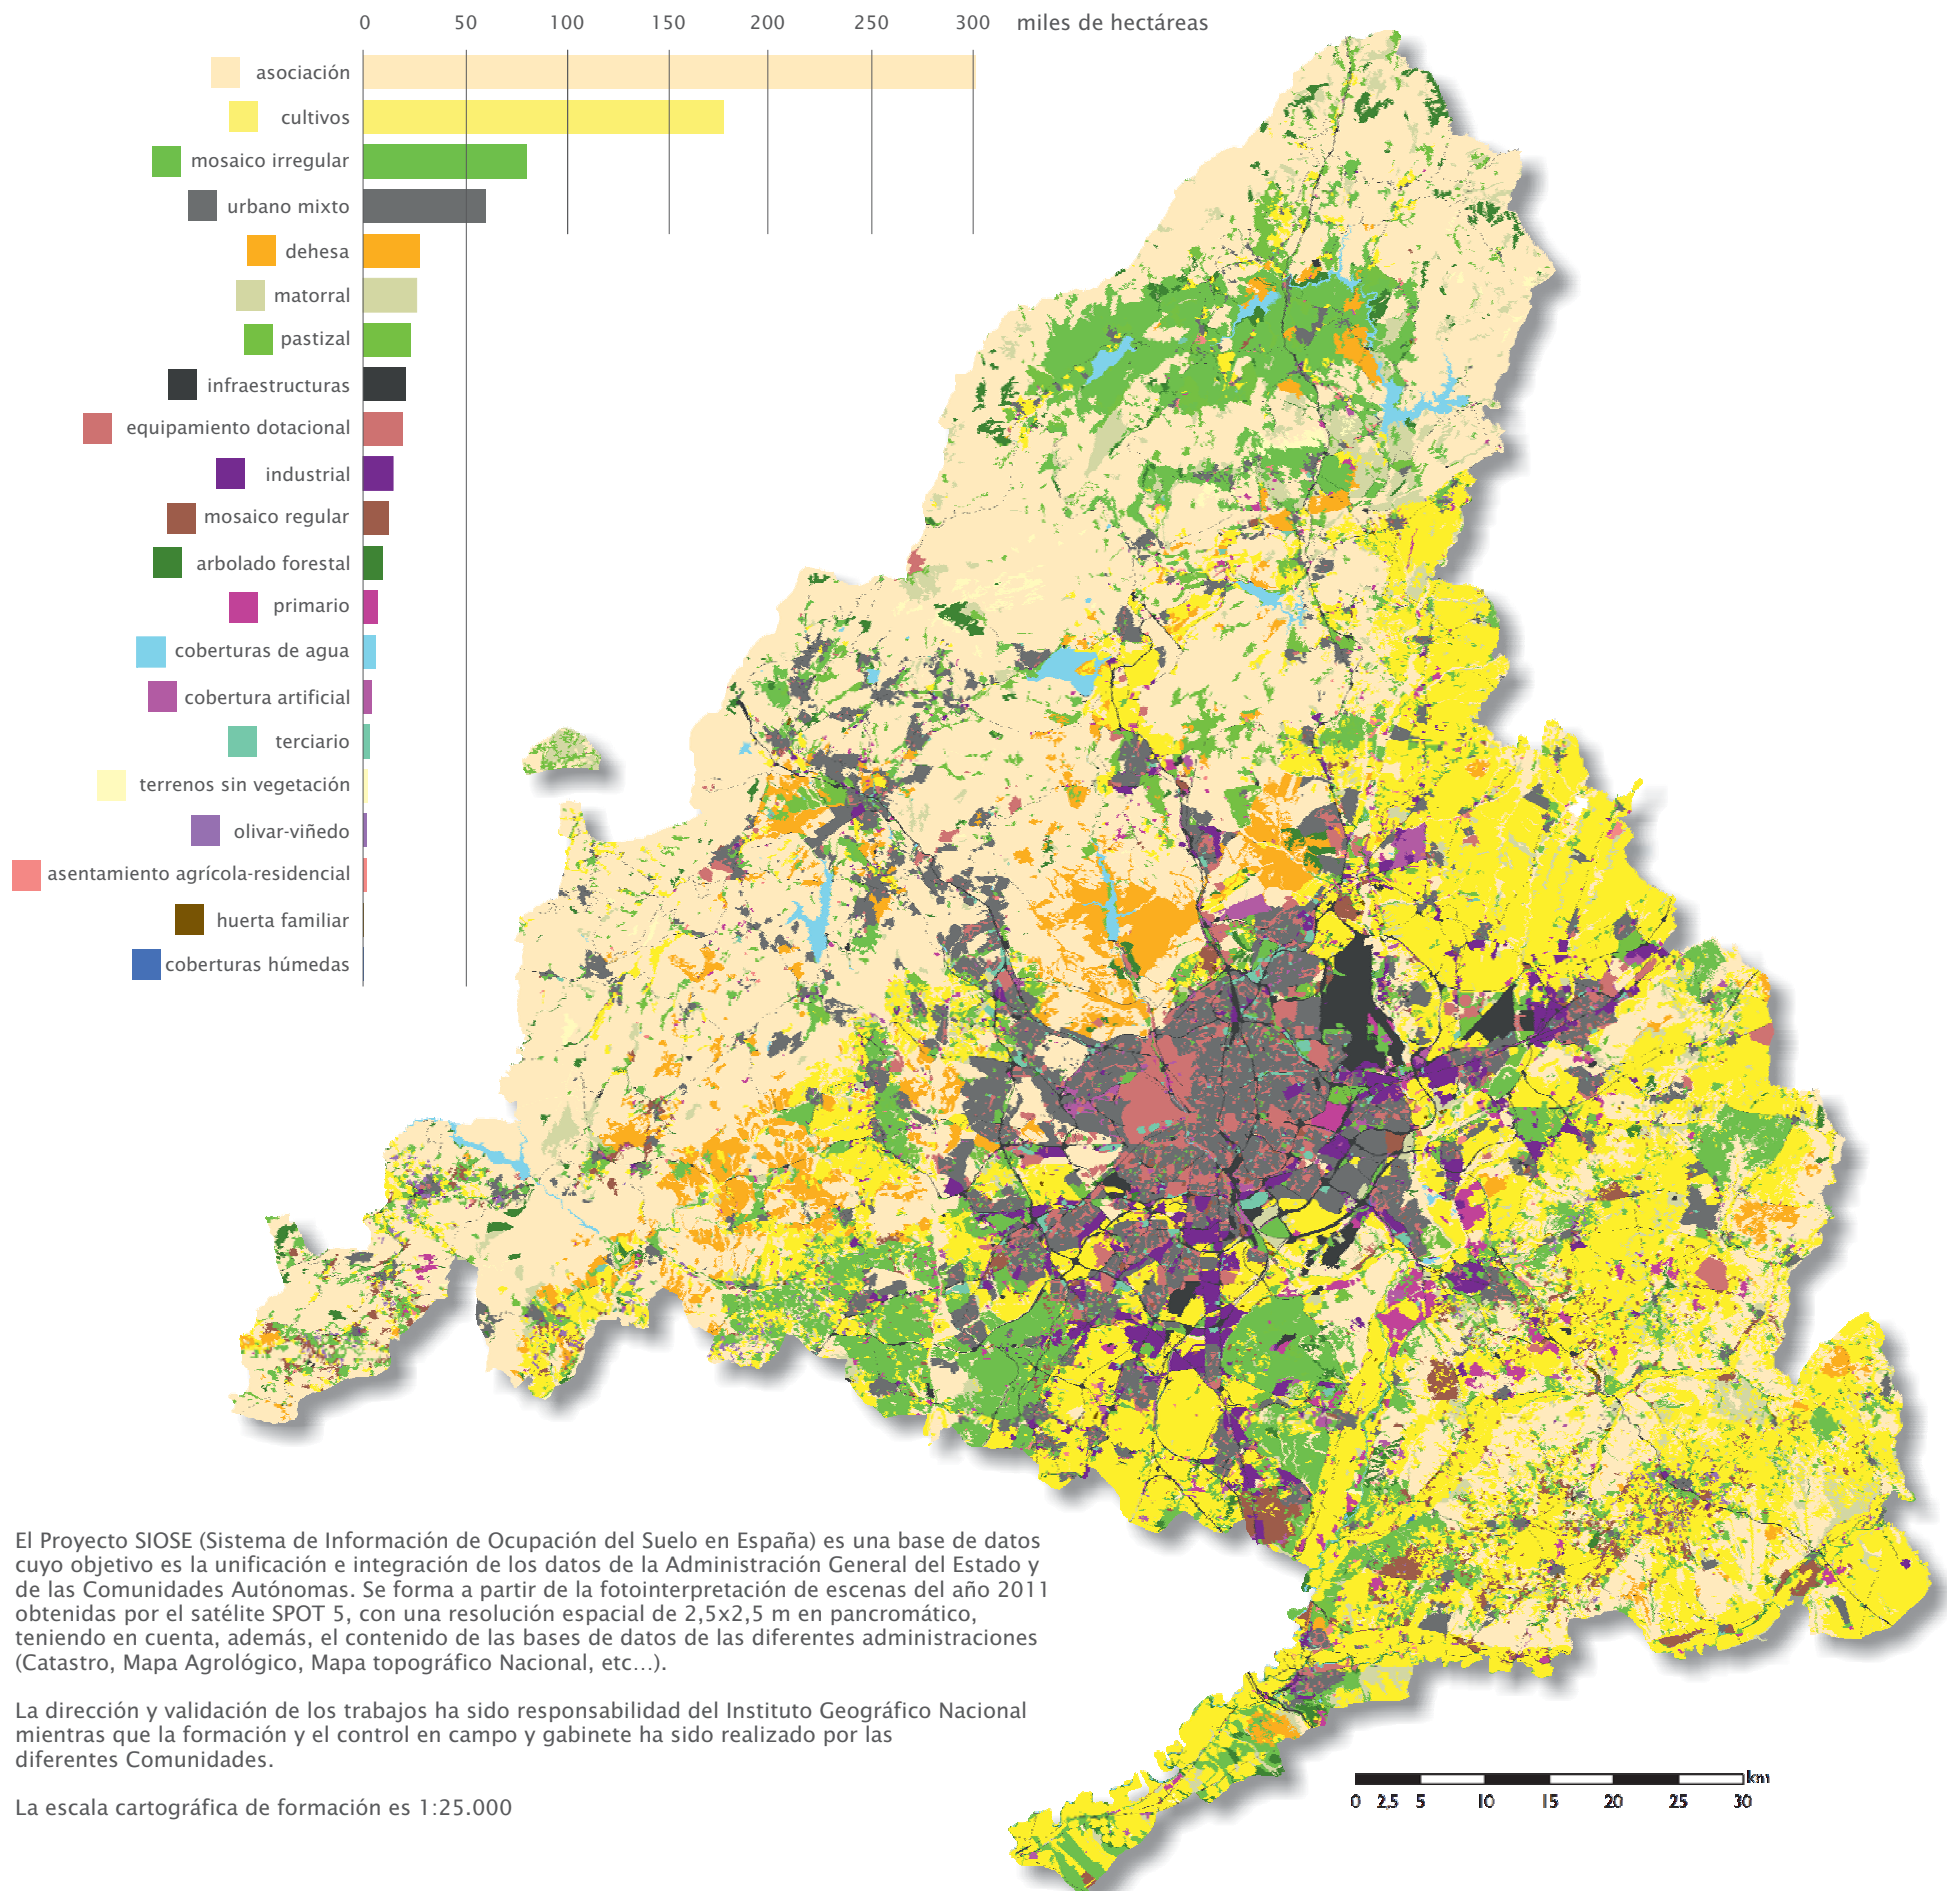 0 50 100 150 200 250 300 miles de hectáreas
asociación
cultivos
mosaico irregular
urbano mixto
dehesa
matorral
pastizal
infraestructuras
equipamiento dotacional
industrial
mosaico regular
arbolado forestal
primario
coberturas de agua
cobertura artificial
terciario
terrenos sin vegetación
olivar-viñedo
asentamiento agrícola-residencial
huerta familiar
coberturas húmedas
El Proyecto SIOSE (Sistema de Información de Ocupación del Suelo en España) es una base de datos
cuyo objetivo es la unificación e integración de los datos de la Administración General del Estado y
de las Comunidades Autónomas. Se forma a partir de la fotointerpretación de escenas del año 2011
obtenidas por el satélite SPOT 5, con una resolución espacial de 2,5x2,5 m en pancromático,
teniendo en cuenta, además, el contenido de las bases de datos de las diferentes administraciones
(Catastro, Mapa Agrológico, Mapa topográfico Nacional, etc...).
La dirección y validación de los trabajos ha sido responsabilidad del Instituto Geográfico Nacional
mientras que la formación y el control en campo y gabinete ha sido realizado por las
diferentes Comunidades.
La escala cartográfica de formación es 1:25.000
km
0 2,5 5 10 15 20 25 30